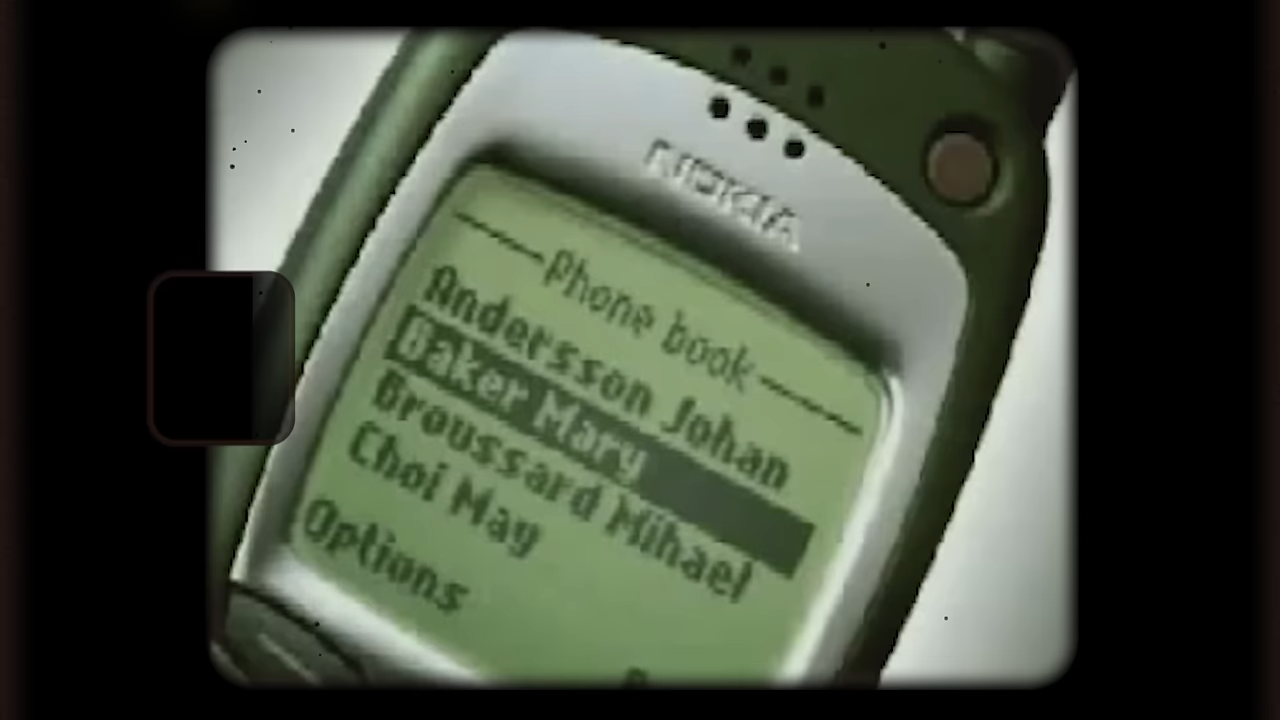 NOKIA
Phone book
Andersson Johan
Baker Mary
Broussard Mihael
Choi May
Options